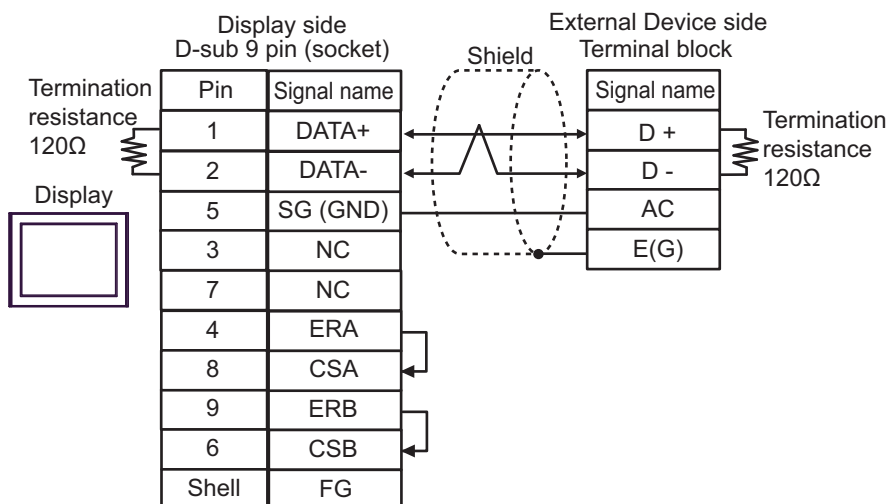 Display side
D-sub 9 pin (socket)
External Device side
Terminal block
Shield
Termination
resistance
120Ω
Display
Pin Signal name
1 DATA+
2 DATA-
5 SG (GND)
3 NC
7 NC
4 ERA
8 CSA
9 ERB
6 CSB
Shell FG
Signal name
D +
D -
AC
E(G)
Termination
resistance
120Ω